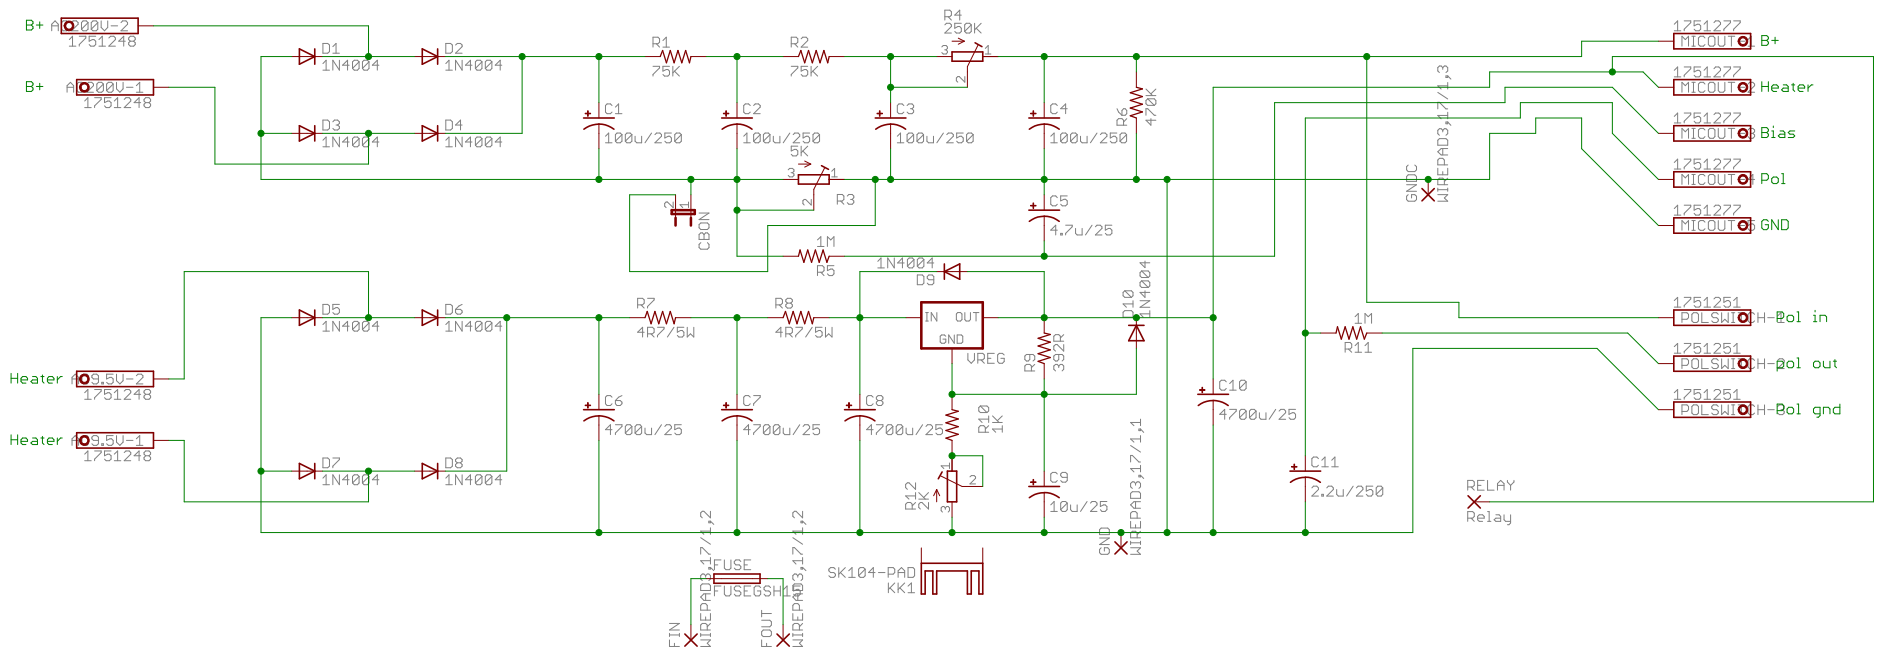 B+
200V-2
1751248
B+
200V-1
1751248
D1
1N4004
D2
1N4004
D3
1N4004
D4
1N4004
R1
75K
R2
75K
R4
250K
3
1
2
C1
100u/250
C2
100u/250
C3
100u/250
C4
100u/250
R6
470K
5K
3
1
2
R3
2
1
CBON
C5
4.7u/25
1M
R5
GNDC
WIREPAD3,17/1,3
1751277
MICOUT
B+
1751277
MICOUT
Heater
1751277
MICOUT
Bias
1751277
MICOUT
Pol
1751277
MICOUT
GND
Heater
9.5V-2
1751248
Heater
9.5V-1
1751248
D5
1N4004
D6
1N4004
D7
1N4004
D8
1N4004
R7
4R7/5W
R8
4R7/5W
1N4004
D9
IN
OUT
GND
VREG
R9
392R
D10
1N4004
C6
4700u/25
C7
4700u/25
C8
4700u/25
R10
1K
R12
2K
1
2
3
C9
10u/25
C10
4700u/25
1M
R11
C11
2.2u/250
1751251
Pol in
1751251
pol out
1751251
Pol gnd
RELAY
Relay
GND
WIREPAD3,17/1,1
SK104-PAD
KK1
FUSE
FIN
WIREPAD3,17/1,2
FOUT
WIREPAD3,17/1,2